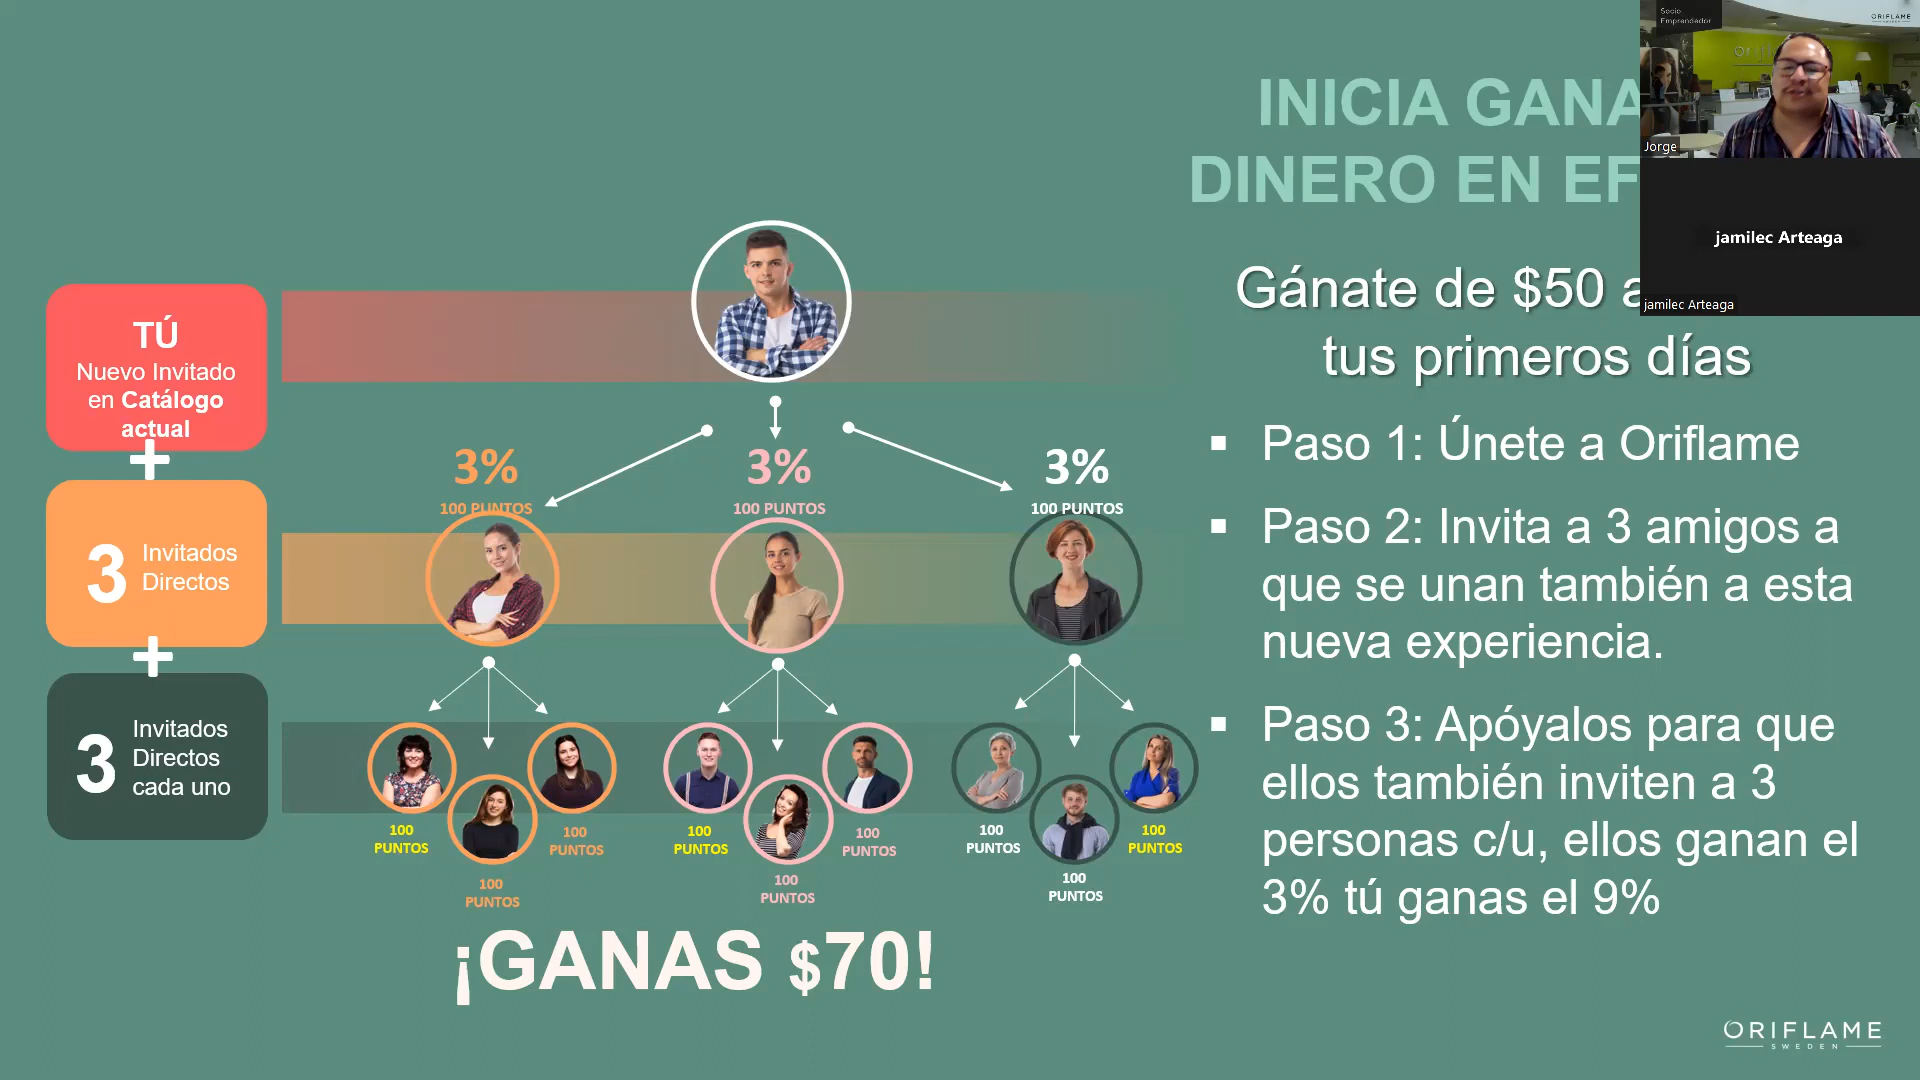 Socio
Emprendedor
ORIFLAME
Jorge
jamilec Arteaga
jamilec Arteaga
INICIA GANA
DINERO EN EF
Gánate de $50 a
tus primeros días
▪ Paso 1: Únete a Oriflame
▪ Paso 2: Invita a 3 amigos a
que se unan también a esta
nueva experiencia.
▪ Paso 3: Apóyalos para que
ellos también inviten a 3
personas c/u, ellos ganan el
3% tú ganas el 9%
TÚ
Nuevo Invitado
en Catálogo
actual
+
3 Invitados
Directos
+
3 Invitados
Directos
cada uno
3%
100 PUNTOS
3%
100 PUNTOS
3%
100 PUNTOS
100
PUNTOS
100
PUNTOS
100
PUNTOS
100
PUNTOS
100
PUNTOS
100
PUNTOS
100
PUNTOS
100
PUNTOS
100
PUNTOS
¡GANAS $70!
ORIFLAME
SWEDEN